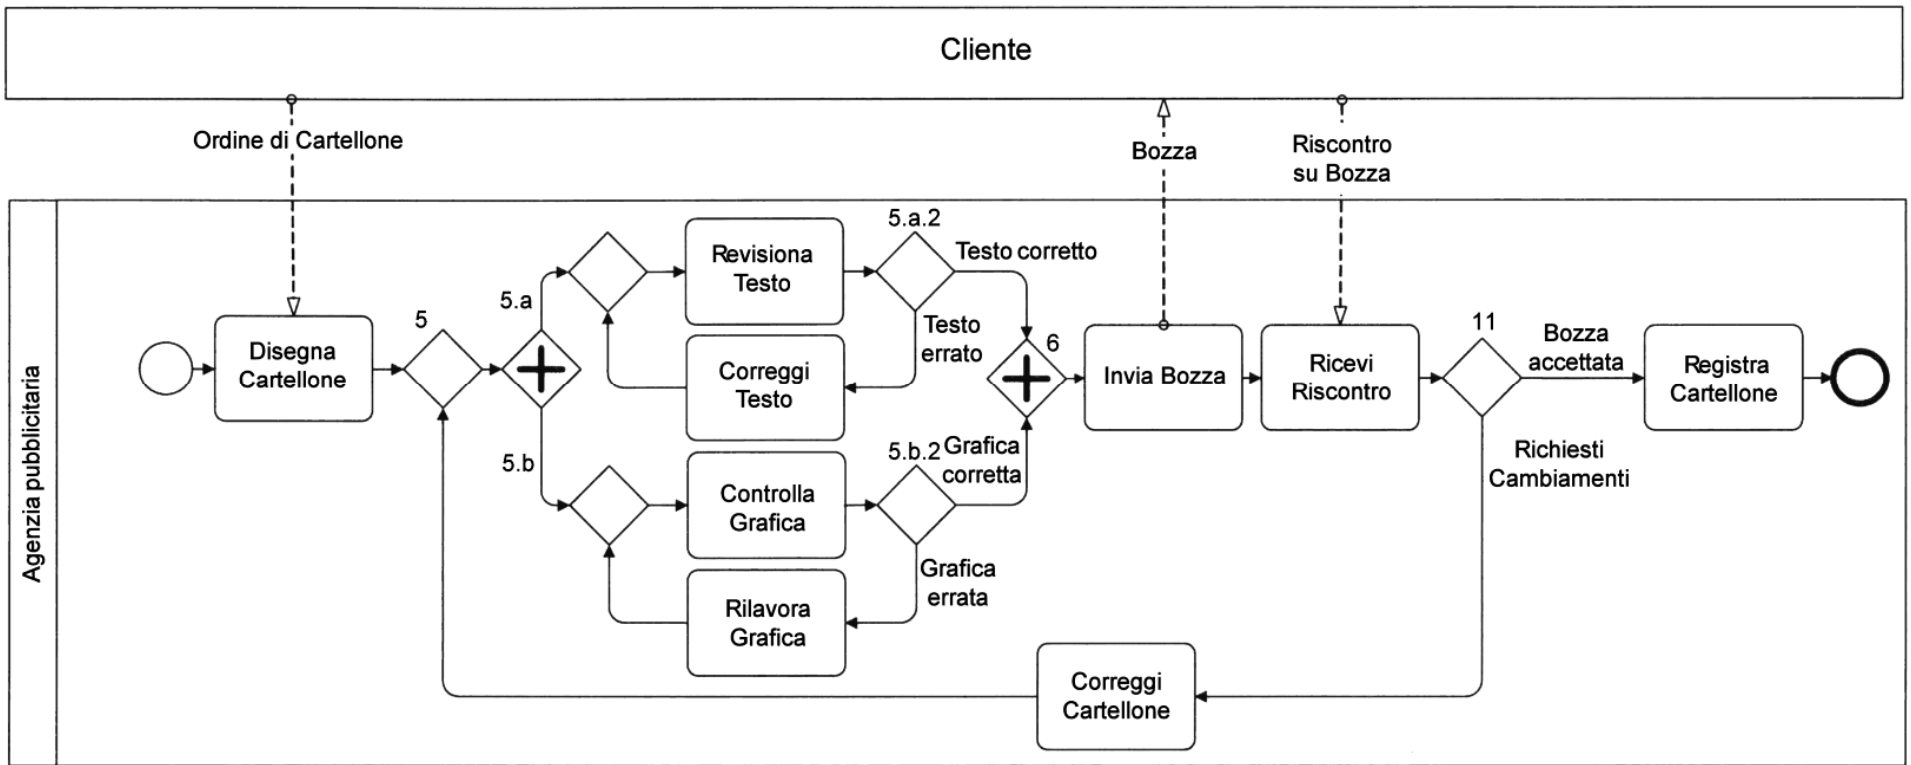 Cliente
Ordine di Cartellone
Bozza
Riscontro
su Bozza
Agenzia pubblicitaria
Disegna
Cartellone
5
5.a
5.b
Revisiona
Testo
5.a.2
Testo corretto
Testo
errato
Correggi
Testo
6
Controlla
Grafica
5.b.2
Grafica
corretta
Grafica
errata
Rilavora
Grafica
Invia Bozza
Ricevi
Riscontro
11
Bozza
accettata
Registra
Cartellone
Richiesti
Cambiamenti
Correggi
Cartellone